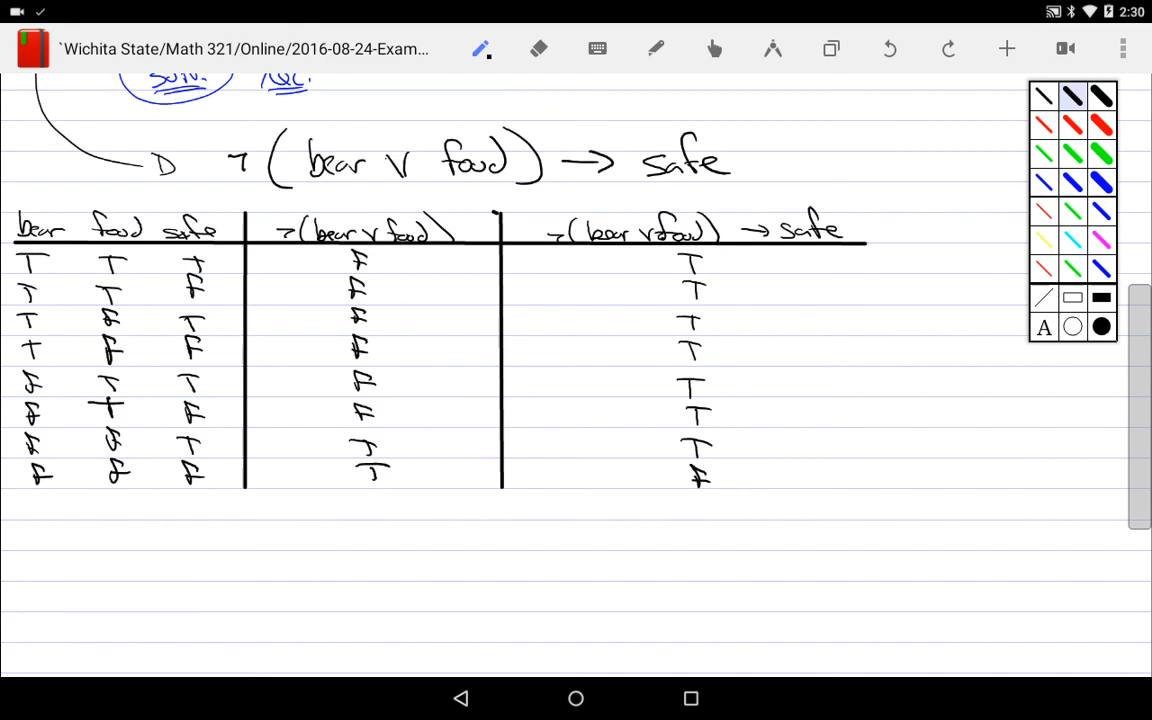 2:30
`Wichita State/Math 321/Online/2016-08-24-Exam…
D ¬(bear ∨ food) → safe
bear food safe ¬(bear ∨ food) ¬(bear ∨ food) → safe
T T T F T
T T F F T
T F T F T
T F F F T
F T T F T
F T F F T
F F T T T
F F F T F
A